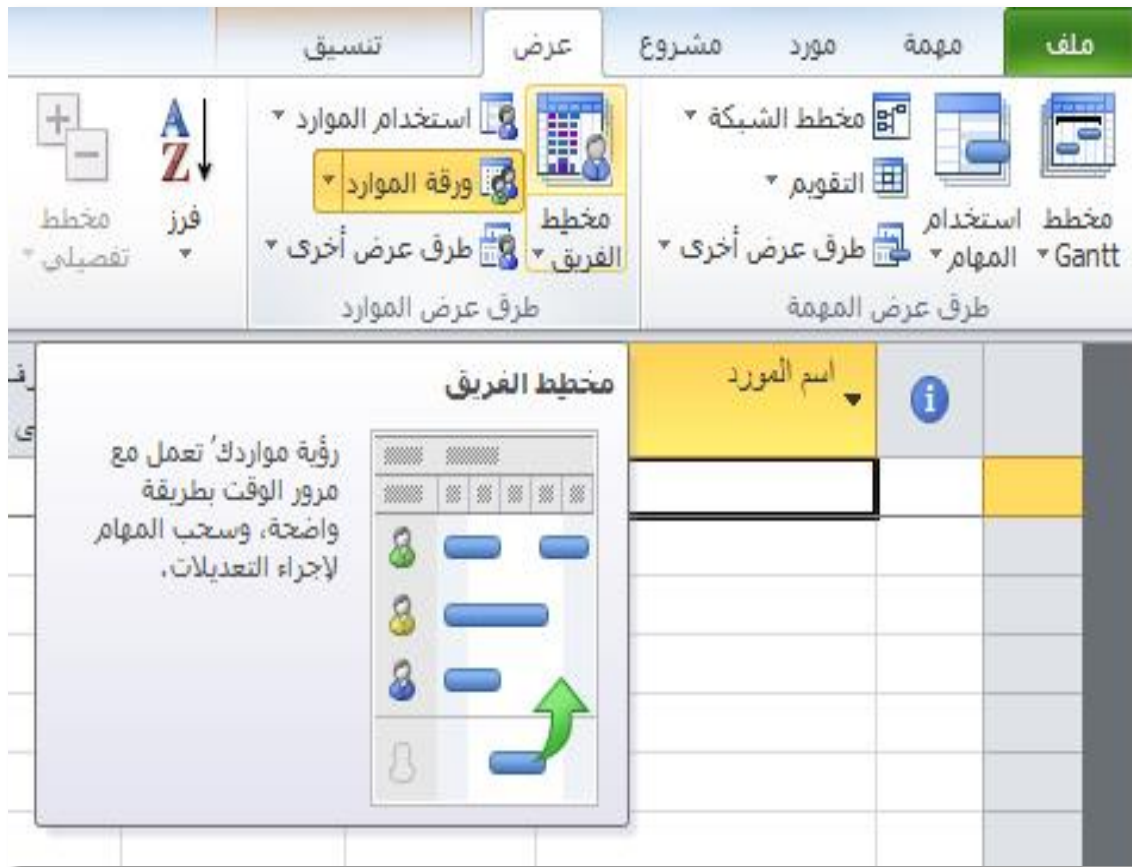 ملف
مهمة
مورد
مشروع
عرض
تنسيق
مخطط
Gantt
استخدام
المهام
مخطط الشبكة
التقويم
طرق عرض أخرى
طرق عرض المهمة
مخطط
الفريق
استخدام الموارد
ورقة الموارد
طرق عرض أخرى
طرق عرض الموارد
A
Z
فرز
مخطط
تفصيلي
اسم المورد
مخطط الفريق
رؤية مواردك' تعمل مع
مرور الوقت بطريقة
واضحة، وسحب المهام
لإجراء التعديلات.